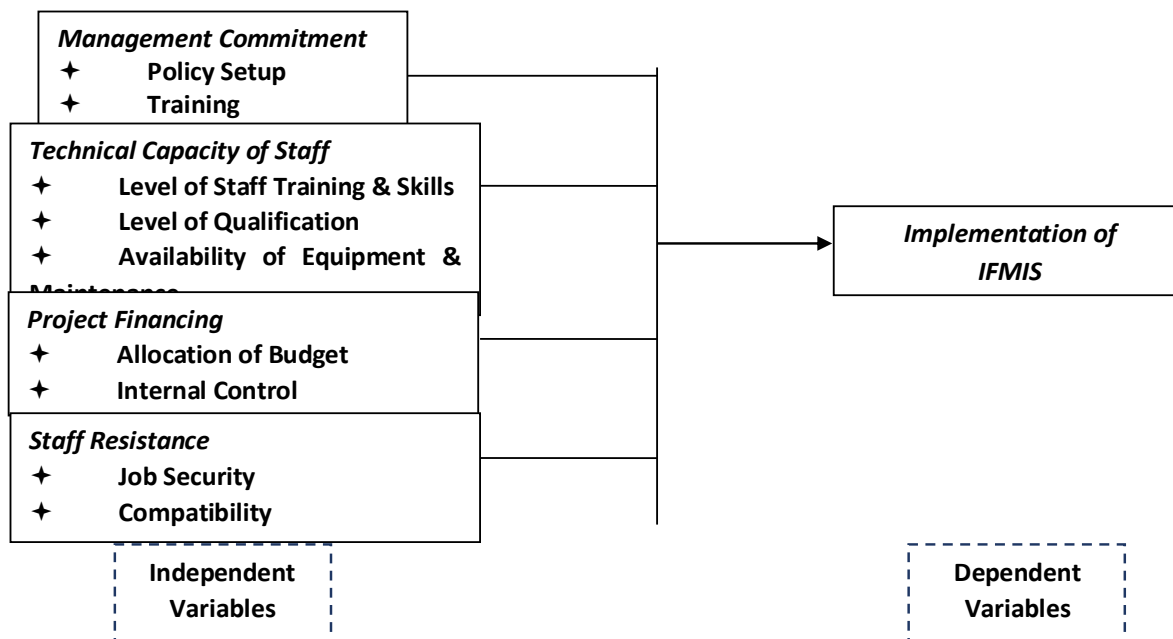 Management Commitment
✦ Policy Setup
✦ Training
Technical Capacity of Staff
✦ Level of Staff Training & Skills
✦ Level of Qualification
✦ Availability of Equipment &
Maintenance
Project Financing
✦ Allocation of Budget
✦ Internal Control
Staff Resistance
✦ Job Security
✦ Compatibility
Implementation of
IFMIS
Independent
Variables
Dependent
Variables